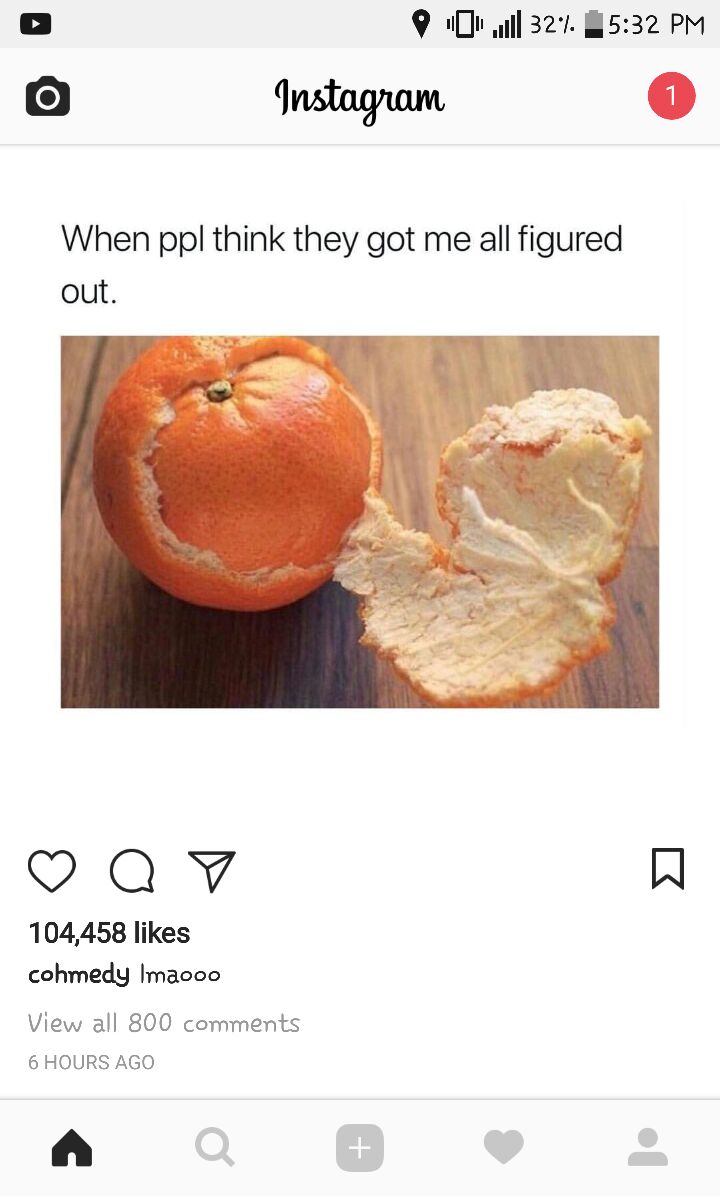 32% 5:32 PM
Instagram 1
When ppl think they got me all figured
out.
104,458 likes
cohmedy lmaooo
View all 800 comments
6 HOURS AGO